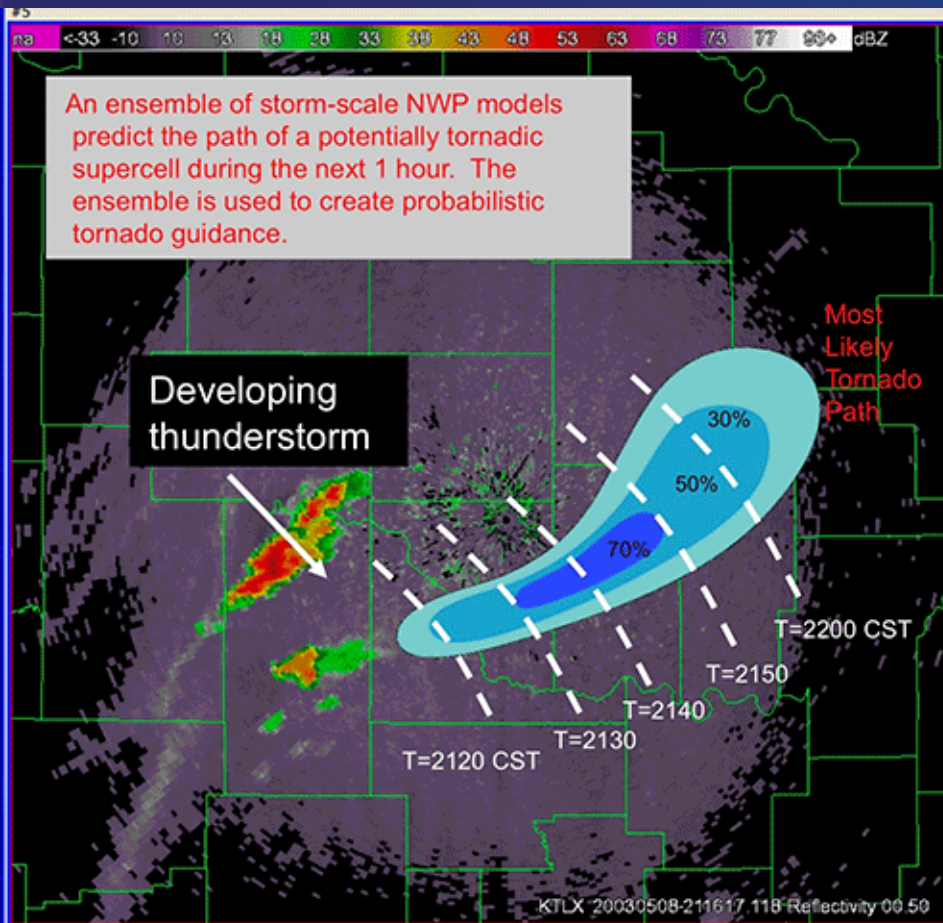 #5
na <-33 -10 10 13 18 28 33 38 43 48 53 63 68 73 77 93+ dBZ
An ensemble of storm-scale NWP models
predict the path of a potentially tornadic
supercell during the next 1 hour. The
ensemble is used to create probabilistic
tornado guidance.
Most
Likely
Tornado
Path
Developing
thunderstorm
30%
50%
70%
T=2200 CST
T=2150
T=2140
T=2130
T=2120 CST
KTLX 20030508-211617.118 Reflectivity 00.50